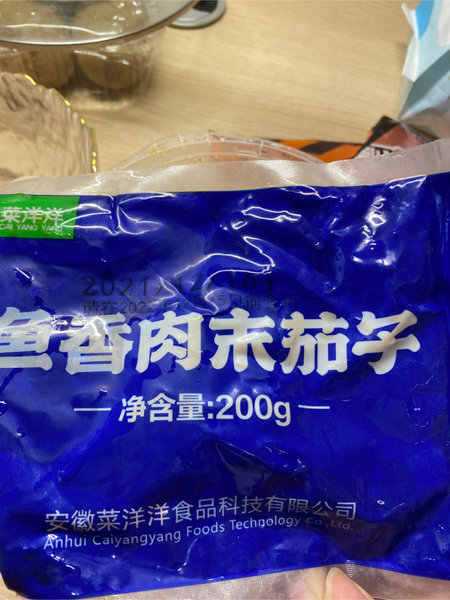 菜洋洋
CAI YANG YANG
鱼香肉末茄子
净含量:200g
安徽菜洋洋食品科技有限公司
Anhui Caiyangyang Foods Technology Co.,Ltd.